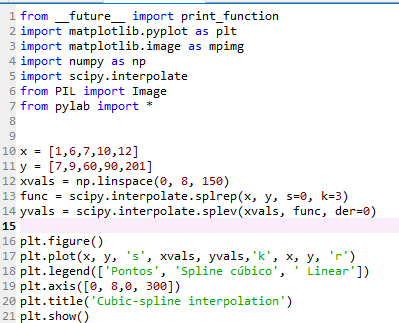 1 from __future__ import print_function
2 import matplotlib.pyplot as plt
3 import matplotlib.image as mpimg
4 import numpy as np
5 import scipy.interpolate
6 from PIL import Image
7 from pylab import *
8
9
10 x = [1,6,7,10,12]
11 y = [7,9,60,90,201]
12 xvals = np.linspace(0, 8, 150)
13 func = scipy.interpolate.splrep(x, y, s=0, k=3)
14 yvals = scipy.interpolate.splev(xvals, func, der=0)
15
16 plt.figure()
17 plt.plot(x, y, 's', xvals, yvals,'k', x, y, 'r')
18 plt.legend(['Pontos', 'Spline cúbico', ' Linear'])
19 plt.axis([0, 8,0, 300])
20 plt.title('Cubic-spline interpolation')
21 plt.show()